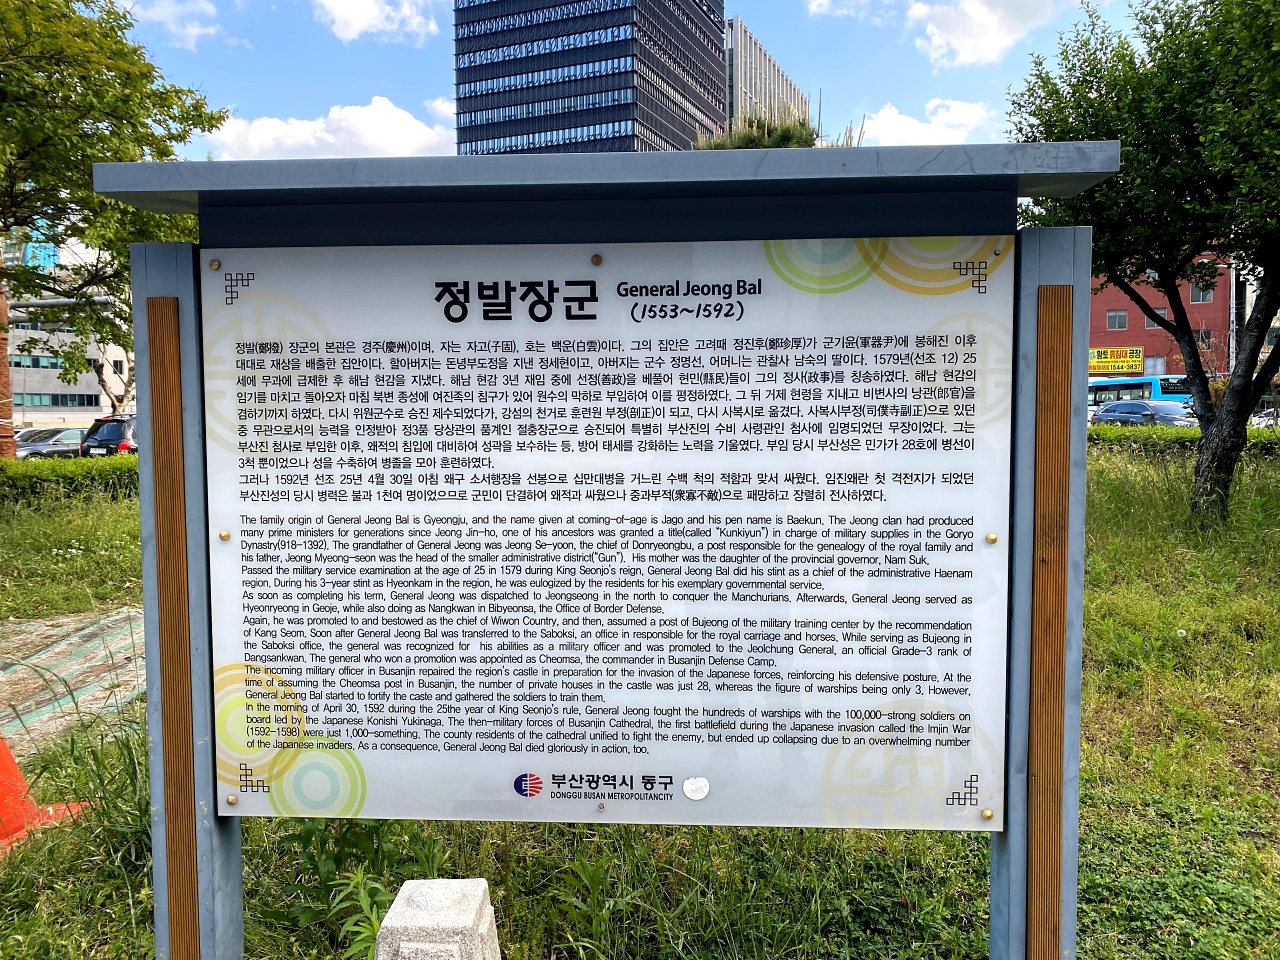 정발장군 General Jeong Bal
(1553~1592)
정발(鄭撥) 장군의 본관은 경주(慶州)이며, 자는 자고(子固), 호는 백운(白雲)이다. 그의 집안은 고려때 정진후(鄭珍厚)가 군기윤(軍器尹)에 봉해진 이후
대대로 재상을 배출한 집안이다. 할아버지는 돈녕부도정을 지낸 정세현이고, 아버지는 군수 정명선, 어머니는 관찰사 남숙의 딸이다. 1579년(선조 12) 25
세에 무과에 급제한 후 해남 현감을 지냈다. 해남 현감 3년 재임 중에 선정(善政)을 베풀어 현민(縣民)들이 그의 정사(政事)를 칭송하였다. 해남 현감의
임기를 마치고 돌아오자 마침 북변 종성에 여진족의 침구가 있어 원수의 막하로 부임하여 이를 평정하였다. 그 뒤 거제 현령을 지내고 비변사의 낭관(郎官)을
겸하기까지 하였다. 다시 위원군수로 승진 제수되었다가, 강섬의 천거로 훈련원 부정(副正)이 되고, 다시 사복시로 옮겼다. 사복시부정(司僕寺副正)으로 있던
중 무관으로서의 능력을 인정받아 정3품 당상관의 품계인 절충장군으로 승진되어 특별히 부산진의 수비 사령관인 첨사에 임명되었던 무장이었다. 그는
부산진 첨사로 부임한 이후, 왜적의 침입에 대비하여 성곽을 보수하는 등, 방어 태세를 강화하는 노력을 기울였다. 부임 당시 부산성은 민가가 28호에 병선이
3척 뿐이었으나 성을 수축하여 병졸을 모아 훈련하였다.
그러나 1592년 선조 25년 4월 30일 아침 왜구 소서행장을 선봉으로 십만대병을 거느린 수백 척의 적함과 맞서 싸웠다. 임진왜란 첫 격전지가 되었던
부산진성의 당시 병력은 불과 1천여 명이었으므로 군민이 단결하여 왜적과 싸웠으나 중과부적(衆寡不敵)으로 패망하고 장렬히 전사하였다.
The family origin of General Jeong Bal is Gyeongju, and the name given at coming-of-age is Jago and his pen name is Baekun. The Jeong clan had produced
many prime ministers for generations since Jeong Jin-ho, one of his ancestors was granted a title(called "Kunkiyun") in charge of military supplies in the Goryo
Dynasty(918-1392). The grandfather of General Jeong was Jeong Se-yoon, the chief of Donryeongbu, a post responsible for the genealogy of the royal family and
his father, Jeong Myeong-seon was the head of the smaller administrative district("Gun"). His mother was the daughter of the provincial governor, Nam Suk.
Passed the military service examination at the age of 25 in 1579 during King Seonjo's reign, General Jeong Bal did his stint as a chief of the administrative Haenam
region. During his 3-year stint as Hyeonkam in the region, he was eulogized by the residents for his exemplary governmental service.
As soon as completing his term, General Jeong was dispatched to Jeongseong in the north to conquer the Manchurians. Afterwards, General Jeong served as
Hyeonryeong in Geoje, while also doing as Nangkwan in Bibyeonsa, the Office of Border Defense.
Again, he was promoted to and bestowed as the chief of Wiwon Country, and then, assumed a post of Bujeong of the military training center by the recommendation
of Kang Seom. Soon after General Jeong Bal was transferred to the Saboksi, an office in responsible for the royal carriage and horses. While serving as Bujeong in
the Saboksi office, the general was recognized for his abilities as a military officer and was promoted to the Jeolchung General, an official Grade-3 rank of
Dangsankwan. The general who won a promotion was appointed as Cheomsa, the commander in Busanjin Defense Camp.
The incoming military oficer in Busanjin repaired the region's castle in preparation for the invasion of the Japanese forces, reinforcing his defensive posture. At the
time of assuming the Cheomsa post in Busanjin, the number of private houses in the castle was just 28, whereas the figure of warships being only 3. However,
General Jeong Bal started to fortify the caste and gathered the soldiers to train them.
In the morning of April 30, 1592 during the 25the year of King Seonjo's rule, General Jeong fought the hundreds of warships with the 100,000-strong soldiers on
board led by the Japanese Konishi Yukinaga. The then-military forces of Busanjin Cathedral, the first battlefield during the Japanese invasion called the Imjin War
(1592-1598) were just 1,000-something. The county residents of the cathedral unified to fight the enemy, but ended up collapsing due to an overwhelming number
of the Japanese invaders. As a consequence, General Jeong Bal died gloriously in action, too.
부산광역시 동구
DONGGU BUSAN METROPOLITANCITY
1544-3837